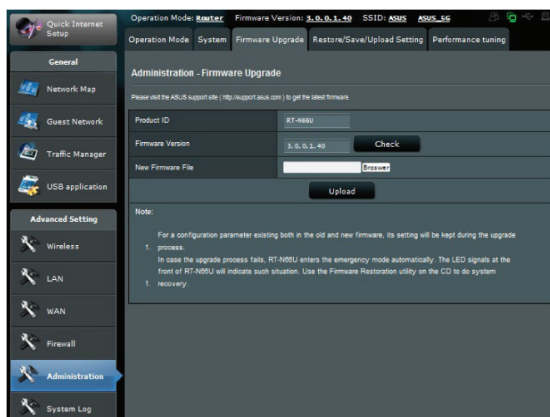 Quick Internet
Setup
Operation Mode: Router Firmware Version: 3.0.0.1.40 SSID: ASUS ASUS_5G
Operation Mode System Firmware Upgrade Restore/Save/Upload Setting Performance tuning
General
Network Map
Guest Network
Traffic Manager
USB application
Advanced Setting
Wireless
LAN
WAN
Firewall
Administration
System Log
Administration - Firmware Upgrade
Please visit the ASUS support site ( http://support.asus.com ) to get the latest firmware.
Product ID RT-N66U
Firmware Version 3.0.0.1.40 Check
New Firmware File Broswer
Upload
Note:
For a configuration parameter existing both in the old and new firmware, its setting will be kept during the upgrade
1. process.
In case the upgrade process fails, RT-N66U enters the emergency mode automatically. The LED signals at the
front of RT-N66U will indicate such situation. Use the Firmware Restoration utility on the CD to do system
1. recovery.